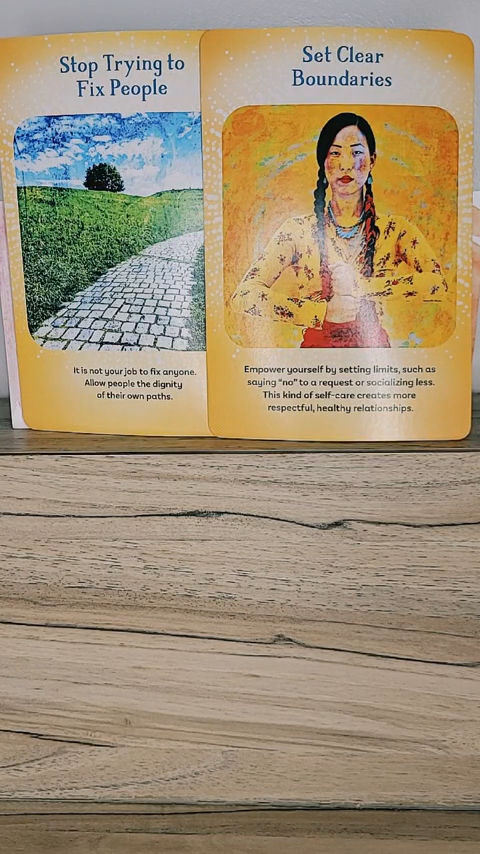 Stop Trying to
Fix People
It is not your job to fix anyone.
Allow people the dignity
of their own paths.
Set Clear
Boundaries
Empower yourself by setting limits, such as
saying “no” to a request or socializing less.
This kind of self-care creates more
respectful, healthy relationships.